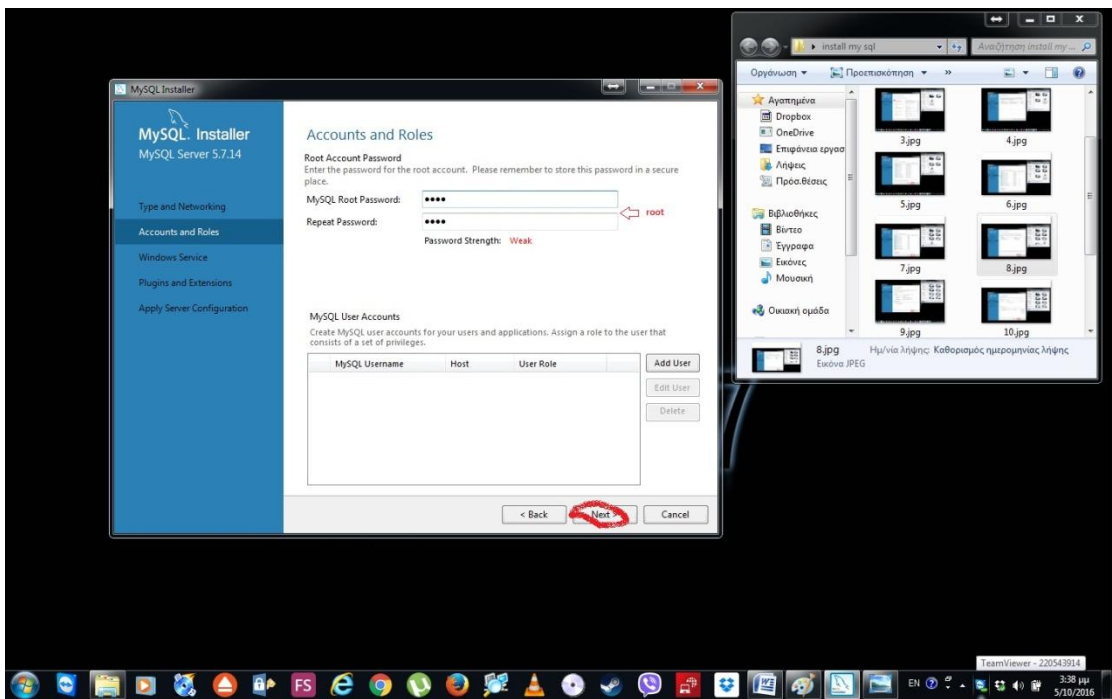 MySQL Installer
MySQL. Installer
MySQL Server 5.7.14
Type and Networking
Accounts and Roles
Windows Service
Plugins and Extensions
Apply Server Configuration
Accounts and Roles
Root Account Password
Enter the password for the root account. Please remember to store this password in a secure
place.
MySQL Root Password:
Repeat Password:
root
Password Strength: Weak
MySQL User Accounts
Create MySQL user accounts for your users and applications. Assign a role to the user that
consists of a set of privileges.
MySQL Username Host User Role
Add User
Edit User
Delete
< Back Next > Cancel
install my sql
Αναζήτηση install my ...
Οργάνωση Προεπισκόπηση »
Αγαπημένα
Dropbox
OneDrive
Επιφάνεια εργασ
Λήψεις
Πρόσ.θέσεις
Βιβλιοθήκες
Βίντεο
Έγγραφα
Εικόνες
Μουσική
Οικιακή ομάδα
3.jpg 4.jpg
5.jpg 6.jpg
7.jpg 8.jpg
9.jpg 10.jpg
8.jpg Ημ/νία λήψης: Καθορισμός ημερομηνίας λήψης
Εικόνα JPEG
TeamViewer - 220543914
FS
EN
3:38 μμ
5/10/2016